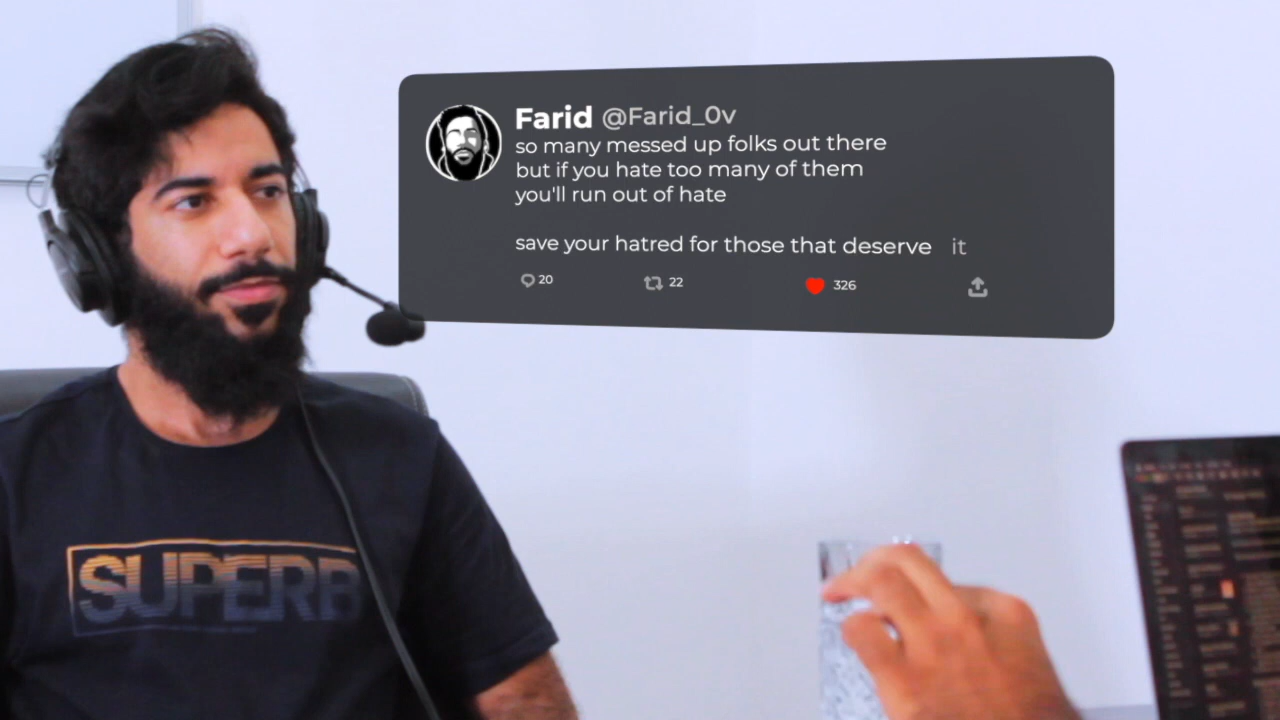 Farid @Farid_0v
so many messed up folks out there
but if you hate too many of them
you'll run out of hate
save your hatred for those that deserve it
20 22 326
SUPERB